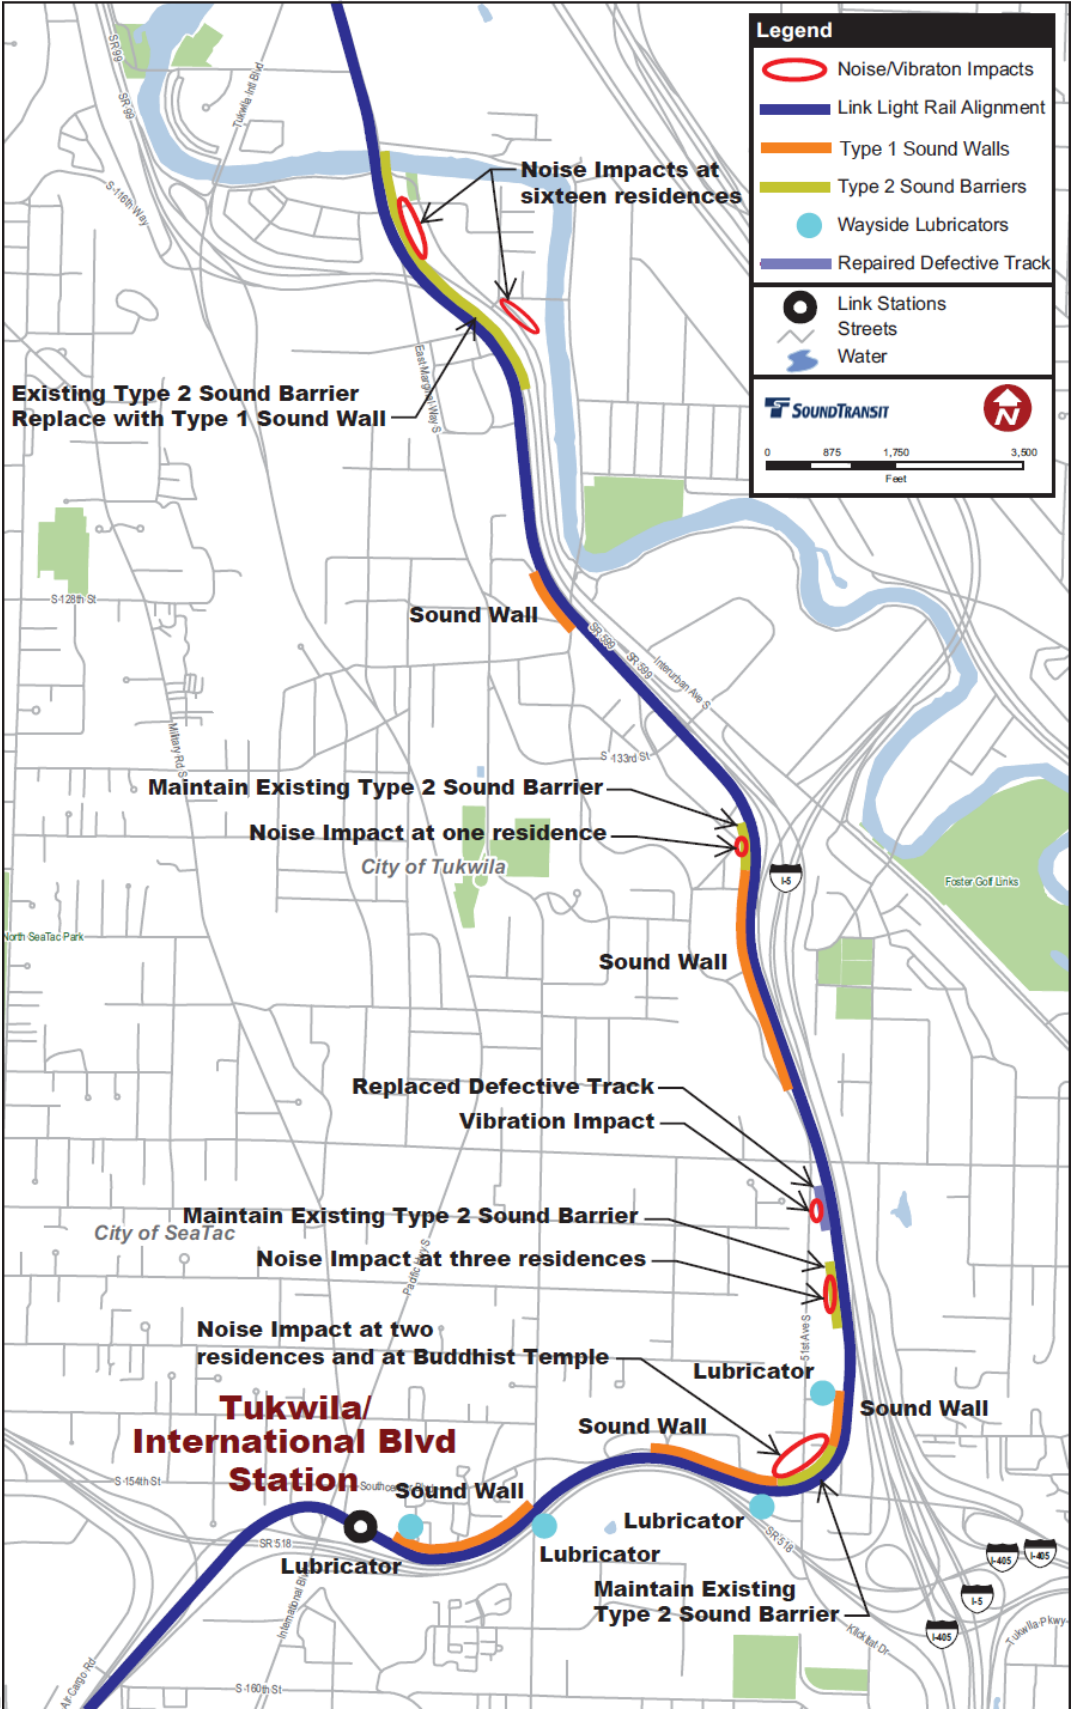 Legend
Noise/Vibraton Impacts
Link Light Rail Alignment
Type 1 Sound Walls
Type 2 Sound Barriers
Wayside Lubricators
Repaired Defective Track
Link Stations
Streets
Water
SOUNDTRANSIT
N
0 875 1,750 3,500
Feet
SR 99
SR 99
Tukwila Intl Blvd
S 116th Way
Noise Impacts at
sixteen residences
East Marginal Way S
Existing Type 2 Sound Barrier
Replace with Type 1 Sound Wall
S 128th St
Sound Wall
SR 599
SR 599
Interurban Ave S
Military Rd S
S 133rd St
Maintain Existing Type 2 Sound Barrier
Noise Impact at one residence
City of Tukwila
I-5
Foster Golf Links
North SeaTac Park
Sound Wall
Replaced Defective Track
Vibration Impact
Maintain Existing Type 2 Sound Barrier
City of SeaTac
Noise Impact at three residences
Pacific Hwy S
51st Ave S
Noise Impact at two
residences and at Buddhist Temple
Lubricator
Sound Wall
Sound Wall
Tukwila/
International Blvd
Station
S 154th St
Southcenter Blvd
Sound Wall
Lubricator
SR 518
SR 518
Lubricator
Lubricator
I-405
I-405
Maintain Existing
Type 2 Sound Barrier
I-5
International Blvd
I-405
Tukwila Pkwy
Klickitat Dr
Air Cargo Rd
S 160th St